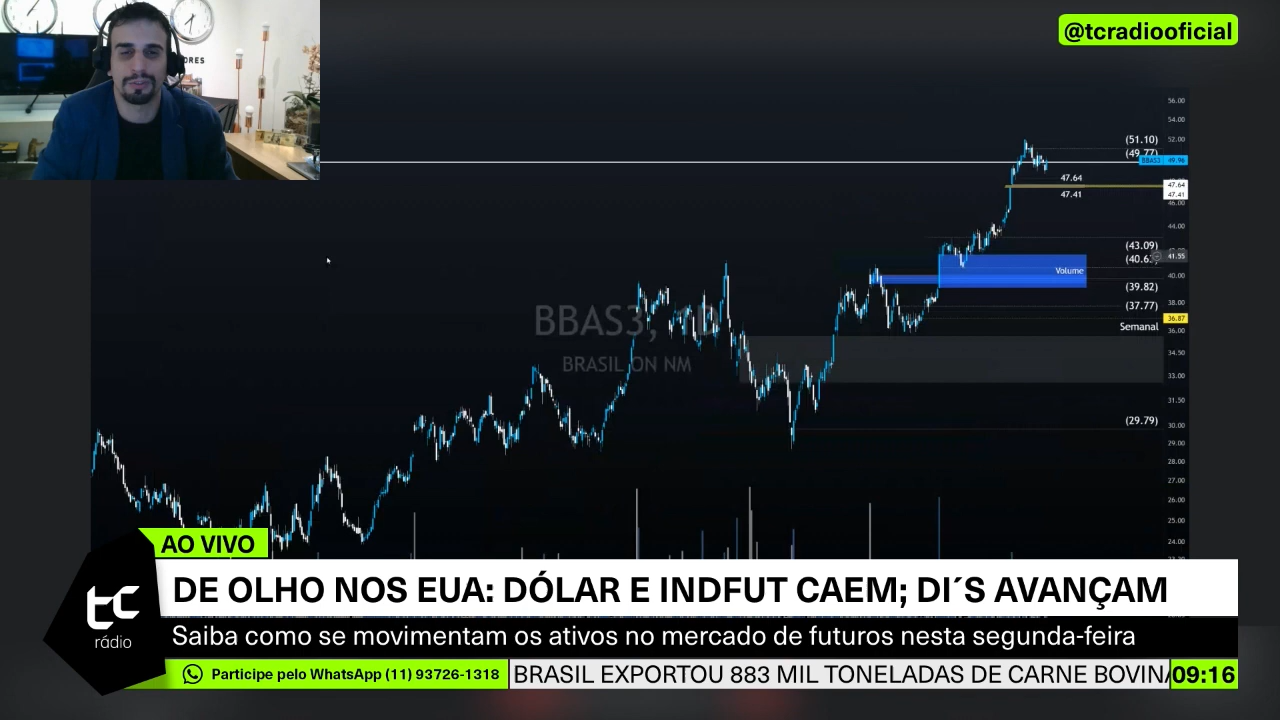 ORES
@tcradiooficial
56.00
54.00
52.00
(51.10)
(49.77)
BBAS3 49.96
47.64
47.64
47.41
47.41
46.00
44.00
(43.09)
41.55
Volume
40.00
(39.82)
38.00
(37.77)
36.87
Semanal
36.00
BBAS3, 1D
BRASIL ON NM
34.50
33.00
31.50
(29.79)
30.00
29.00
28.00
27.00
26.00
25.00
24.00
AO VIVO
DE OLHO NOS EUA: DÓLAR E INDFUT CAEM; DI´S AVANÇAM
tc
rádio
Saiba como se movimentam os ativos no mercado de futuros nesta segunda-feira
Participe pelo WhatsApp (11) 93726-1318
BRASIL EXPORTOU 883 MIL TONELADAS DE CARNE BOVINA
09:16